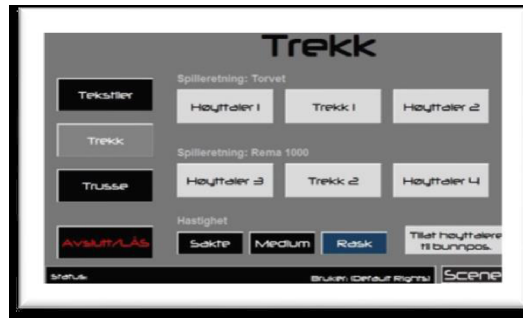 Trekk
Spilleretning: Torvet
Tekstiler
Høyttaler 1
Trekk 1
Høyttaler 2
Trekk
Spilleretning: Rema 1000
Trusse
Høyttaler 3
Trekk 2
Høyttaler 4
Hastighet
Avslutt/LÅS
Sakte
Medium
Rask
Tillat høyttalere
til bunnpos.
Status:
Bruker: (Default Rights)
Scene